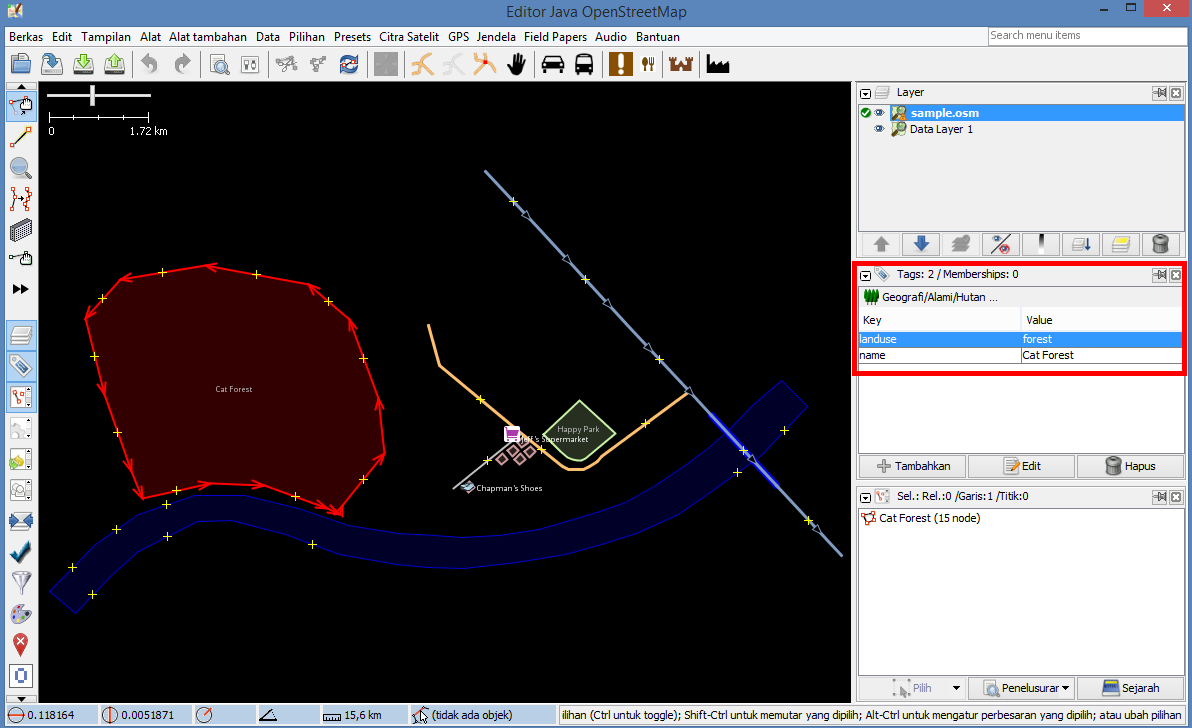 Editor Java OpenStreetMap
Berkas Edit Tampilan Alat Alat tambahan Data Pilihan Presets Citra Satelit GPS Jendela Field Papers Audio Bantuan
Search menu items
0 1.72 km
Layer
sample.osm
Data Layer 1
Tags: 2 / Memberships: 0
Geografi/Alami/Hutan ...
Key Value
landuse forest
name Cat Forest
Cat Forest
Happy Park
Jeff's Supermarket
Chapman's Shoes
Tambahkan Edit Hapus
Sel.: Rel.:0 /Garis:1 /Titik:0
Cat Forest (15 node)
Pilih Penelusurar Sejarah
0.118164 0.0051871 15,6 km (tidak ada objek) ilihan (Ctrl untuk toggle); Shift-Ctrl untuk memutar yang dipilih; Alt-Ctrl untuk mengatur perbesaran yang dipilih; atau ubah pilihan